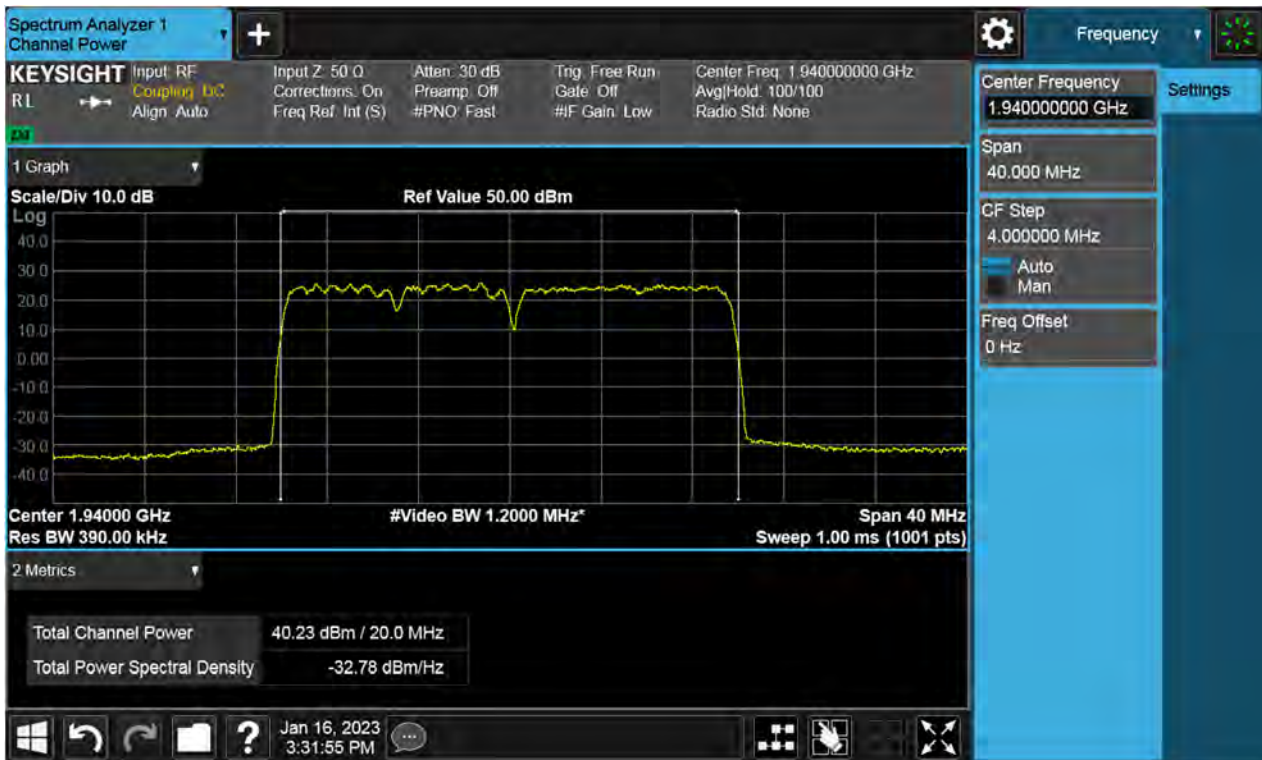 Spectrum Analyzer 1
Channel Power
+
Frequency
KEYSIGHT
RL
Input: RF
Coupling: DC
Align: Auto
Input Z: 50 Ω
Corrections: On
Freq Ref: Int (S)
Atten: 30 dB
Preamp: Off
#PNO: Fast
Trig: Free Run
Gate: Off
#IF Gain: Low
Center Freq: 1.940000000 GHz
Avg|Hold: 100/100
Radio Std: None
Center Frequency
1.940000000 GHz
Settings
Span
40.000 MHz
CF Step
4.000000 MHz
Auto
Man
Freq Offset
0 Hz
1 Graph
Scale/Div 10.0 dB
Ref Value 50.00 dBm
Log
40.0
30.0
20.0
10.0
0.00
-10.0
-20.0
-30.0
-40.0
Center 1.94000 GHz
#Video BW 1.2000 MHz*
Span 40 MHz
Res BW 390.00 kHz
Sweep 1.00 ms (1001 pts)
2 Metrics
Total Channel Power 40.23 dBm / 20.0 MHz
Total Power Spectral Density -32.78 dBm/Hz
?
Jan 16, 2023
3:31:55 PM